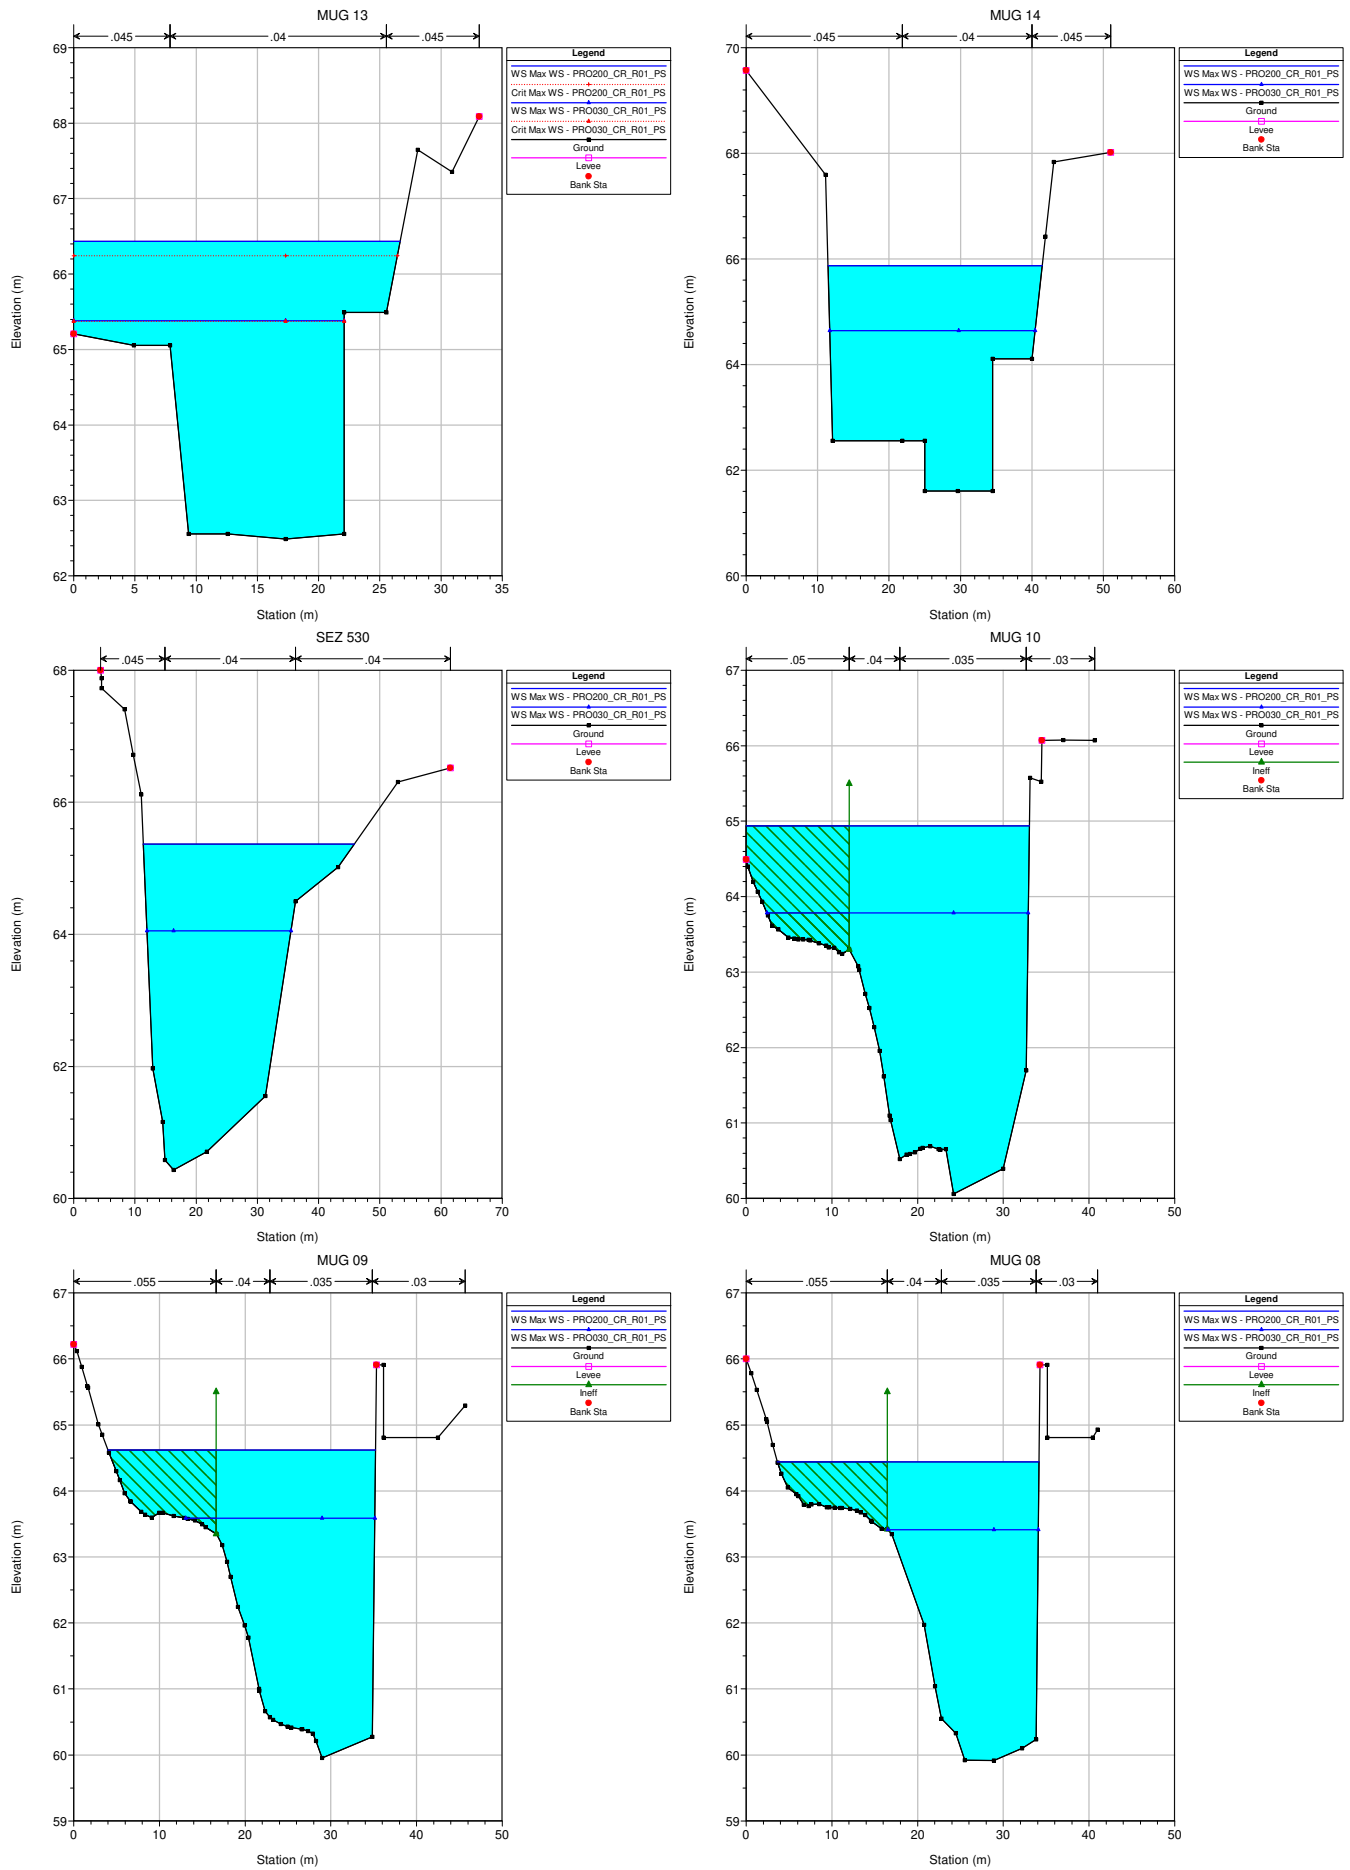 MUG 13
.045
.04
.045
69
68
67
66
65
64
63
62
0
5
10
15
20
25
30
35
Elevation (m)
Station (m)
Legend
WS Max WS - PRO200_CR_R01_PS
Crit Max WS - PRO200_CR_R01_PS
WS Max WS - PRO030_CR_R01_PS
Crit Max WS - PRO030_CR_R01_PS
Ground
Levee
Bank Sta
MUG 14
.045
.04
.045
70
68
66
64
62
60
0
10
20
30
40
50
60
Elevation (m)
Station (m)
Legend
WS Max WS - PRO200_CR_R01_PS
WS Max WS - PRO030_CR_R01_PS
Ground
Levee
Bank Sta
SEZ 530
.045
.04
.04
68
66
64
62
60
0
10
20
30
40
50
60
70
Elevation (m)
Station (m)
Legend
WS Max WS - PRO200_CR_R01_PS
WS Max WS - PRO030_CR_R01_PS
Ground
Levee
Bank Sta
MUG 10
.05
.04
.035
.03
67
66
65
64
63
62
61
60
0
10
20
30
40
50
Elevation (m)
Station (m)
Legend
WS Max WS - PRO200_CR_R01_PS
WS Max WS - PRO030_CR_R01_PS
Ground
Levee
Ineff
Bank Sta
MUG 09
.055
.04
.035
.03
67
66
65
64
63
62
61
60
59
0
10
20
30
40
50
Elevation (m)
Station (m)
Legend
WS Max WS - PRO200_CR_R01_PS
WS Max WS - PRO030_CR_R01_PS
Ground
Levee
Ineff
Bank Sta
MUG 08
.055
.04
.035
.03
67
66
65
64
63
62
61
60
59
0
10
20
30
40
50
Elevation (m)
Station (m)
Legend
WS Max WS - PRO200_CR_R01_PS
WS Max WS - PRO030_CR_R01_PS
Ground
Levee
Ineff
Bank Sta